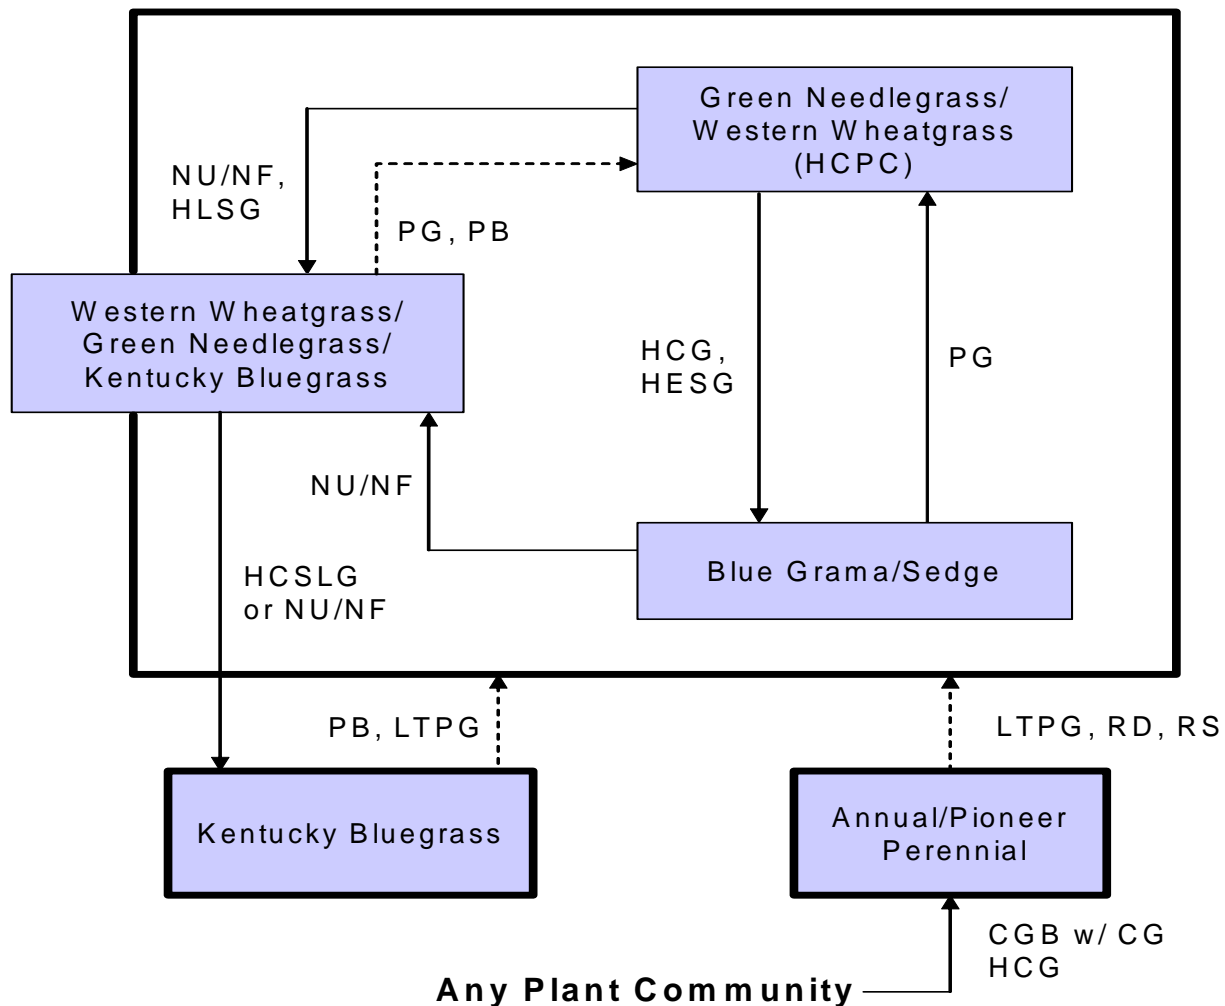 Green Needlegrass/
Western Wheatgrass
(HCPC)
NU/NF,
HLSG
PG, PB
Western Wheatgrass/
Green Needlegrass/
Kentucky Bluegrass
HCG,
HESG
PG
NU/NF
Blue Grama/Sedge
HCSLG
or NU/NF
PB, LTPG
LTPG, RD, RS
Kentucky Bluegrass
Annual/Pioneer
Perennial
CGB w/ CG
HCG
Any Plant Community